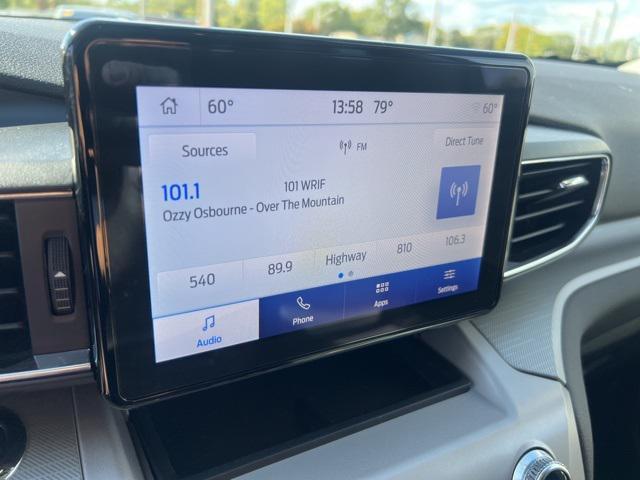 60° 13:58 79° 60°
Sources FM Direct Tune
101.1 101 WRIF
Ozzy Osbourne - Over The Mountain
540 89.9 Highway 810 106.3
Audio Phone Apps Settings